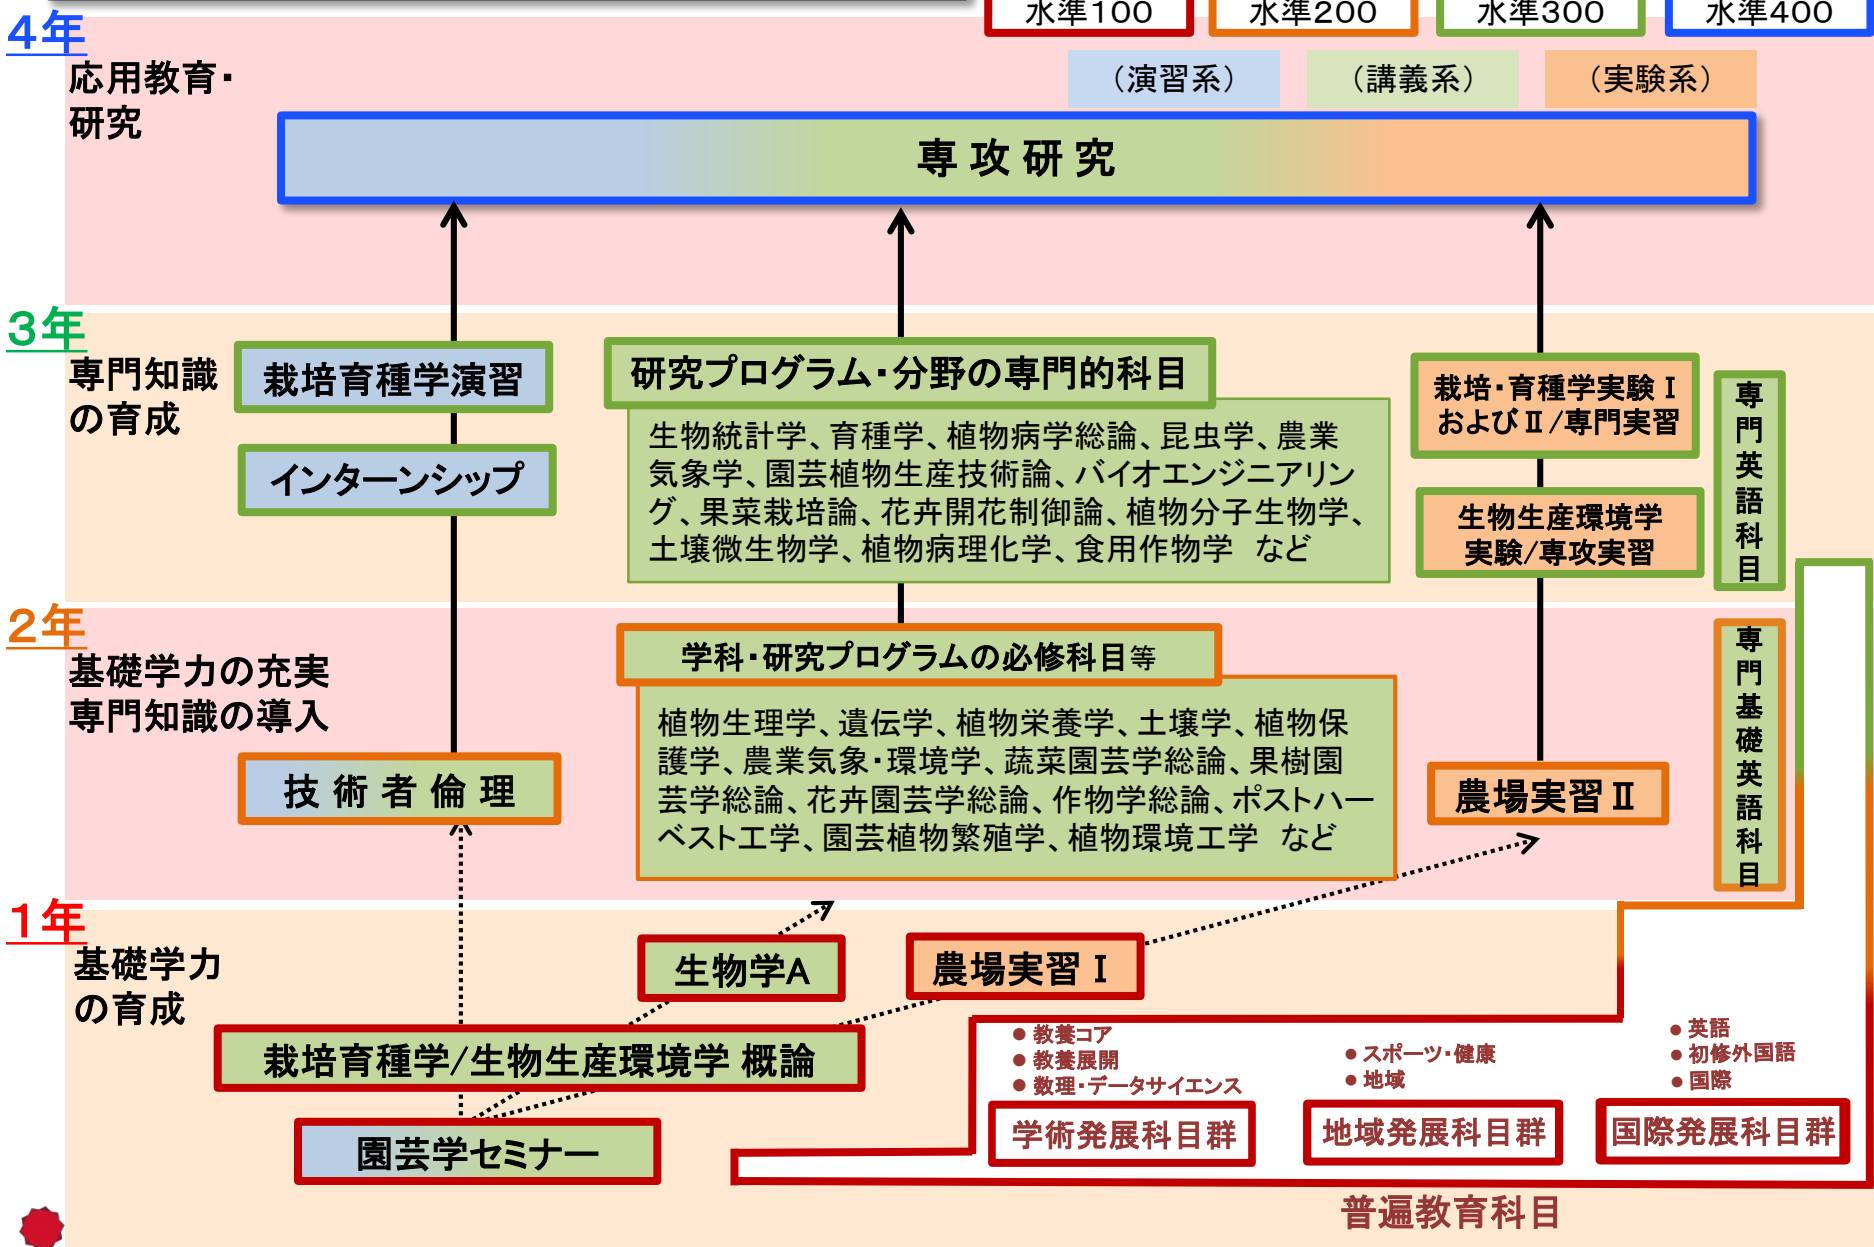 水準100
水準200
水準300
水準400
4年
応用教育・
研究
（演習系）
（講義系）
（実験系）
専攻研究
3年
専門知識
の育成
栽培育種学演習
インターンシップ
研究プログラム・分野の専門的科目
生物統計学、育種学、植物病学総論、昆虫学、農業
気象学、園芸植物生産技術論、バイオエンジニアリン
グ、果菜栽培論、花卉開花制御論、植物分子生物学、
土壌微生物学、植物病理化学、食用作物学 など
栽培・育種学実験Ⅰ
およびⅡ/専門実習
生物生産環境学
実験/専攻実習
専門英語科目
2年
基礎学力の充実
専門知識の導入
技術者倫理
学科・研究プログラムの必修科目等
植物生理学、遺伝学、植物栄養学、土壌学、植物保
護学、農業気象・環境学、蔬菜園芸学総論、果樹園
芸学総論、花卉園芸学総論、作物学総論、ポストハー
ベスト工学、園芸植物繁殖学、植物環境工学 など
農場実習Ⅱ
専門基礎英語科目
1年
基礎学力
の育成
生物学A
農場実習Ⅰ
栽培育種学/生物生産環境学 概論
園芸学セミナー
● 教養コア
● 教養展開
● 数理・データサイエンス
学術発展科目群
● スポーツ・健康
● 地域
地域発展科目群
● 英語
● 初修外国語
● 国際
国際発展科目群
普遍教育科目